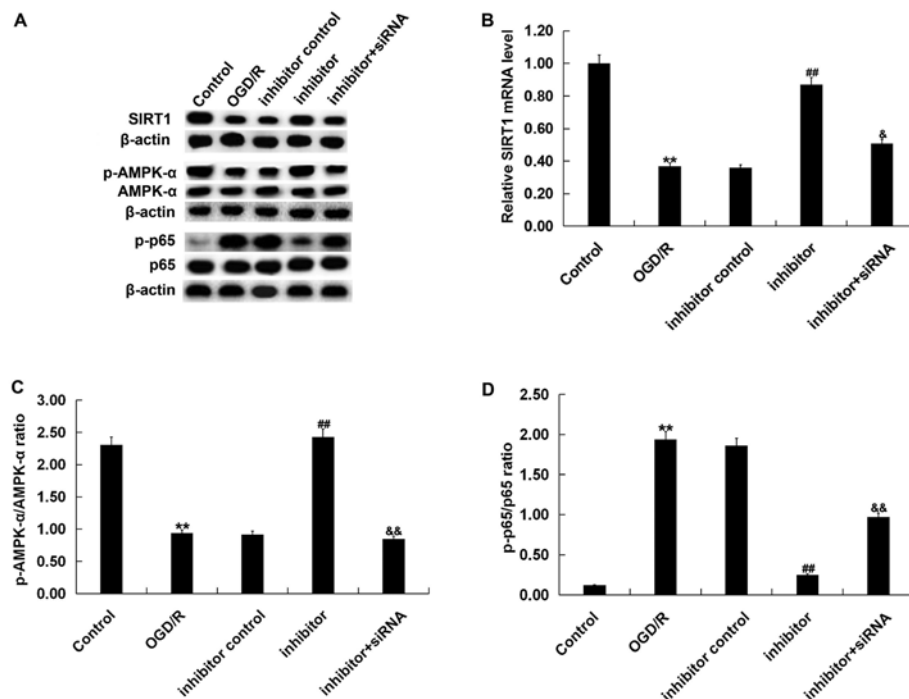 A
Control
OGD/R
inhibitor control
inhibitor
inhibitor+siRNA
SIRT1
β-actin
p-AMPK-α
AMPK-α
β-actin
p-p65
p65
β-actin
B
Relative SIRT1 mRNA level
1.20
1.00
0.80
0.60
0.40
0.20
0.00
**
##
&
Control
OGD/R
inhibitor control
inhibitor
inhibitor+siRNA
C
p-AMPK-α/AMPK-α ratio
3.00
2.50
2.00
1.50
1.00
0.50
0.00
**
##
&&
Control
OGD/R
inhibitor control
inhibitor
inhibitor+siRNA
D
p-p65/p65 ratio
2.50
2.00
1.50
1.00
0.50
0.00
**
##
&&
Control
OGD/R
inhibitor control
inhibitor
inhibitor+siRNA